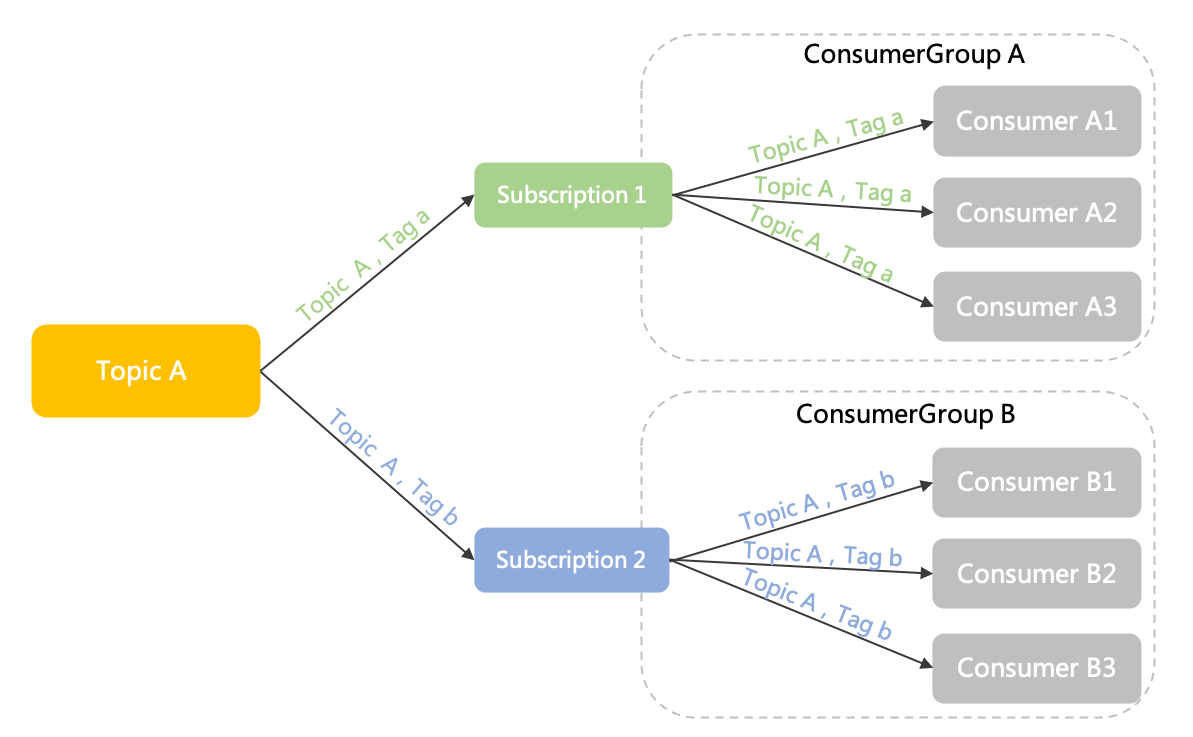 ConsumerGroup A
Topic A , Tag a
Consumer A1
Topic A , Tag a
Consumer A2
Subscription 1
Topic A , Tag a
Consumer A3
Topic A , Tag a
Topic A
Topic A , Tag b
ConsumerGroup B
Topic A , Tag b
Consumer B1
Topic A , Tag b
Consumer B2
Subscription 2
Topic A , Tag b
Consumer B3